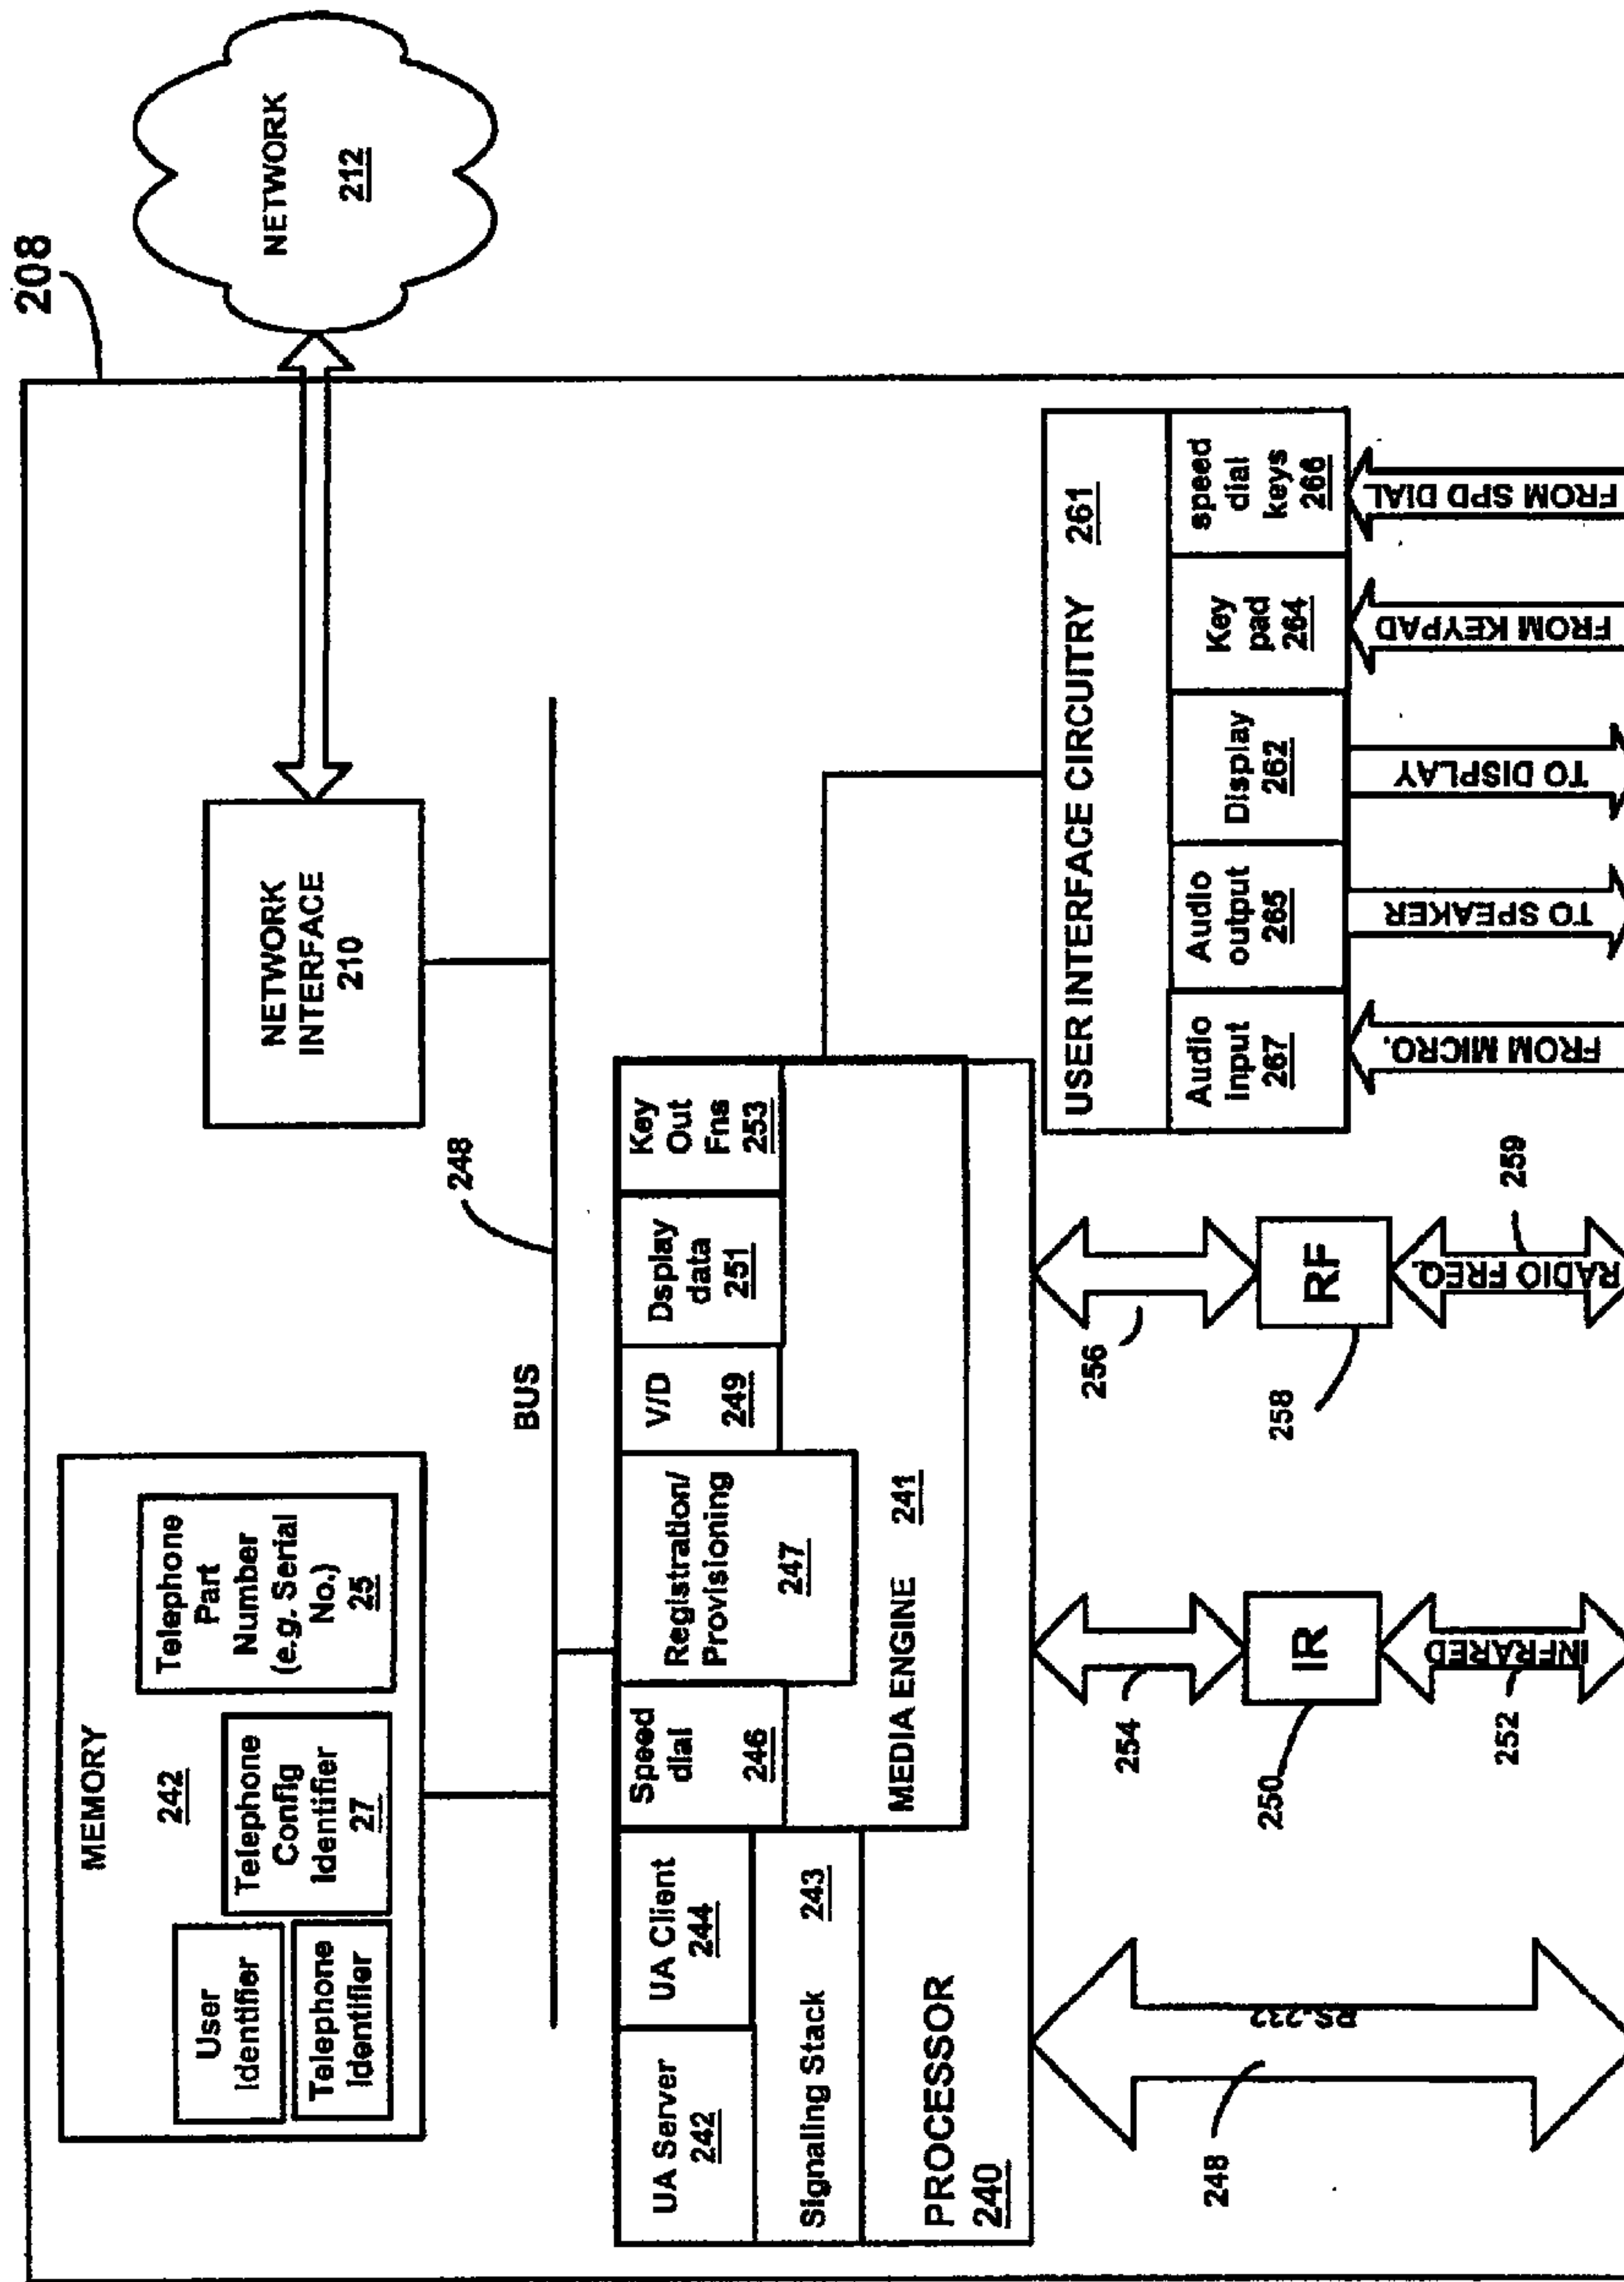 208
NETWORK
212
NETWORK
INTERFACE
210
MEMORY
242
User
Identifier
Telephone
Identifier
Telephone
Config
Identifier
27
Telephone
Part
Number
(e.g. Serial
No.)
25
BUS
248
UA Server
242
UA Client
244
Signaling Stack 243
PROCESSOR
240
Speed
dial
246
Registration/
Provisioning
247
V/D
249
Dsplay
data
251
Key
Out
Fns
253
MEDIA ENGINE 241
USER INTERFACE CIRCUITRY 261
Audio
input
267
Audio
output
265
Display
262
Key
pad
264
speed
dial
keys
266
FROM MICRO.
TO SPEAKER
TO DISPLAY
FROM KEYPAD
FROM SPD DIAL
248
RS-232
254
IR
250
INFRARED
252
256
RF
258
RADIO FREQ.
259